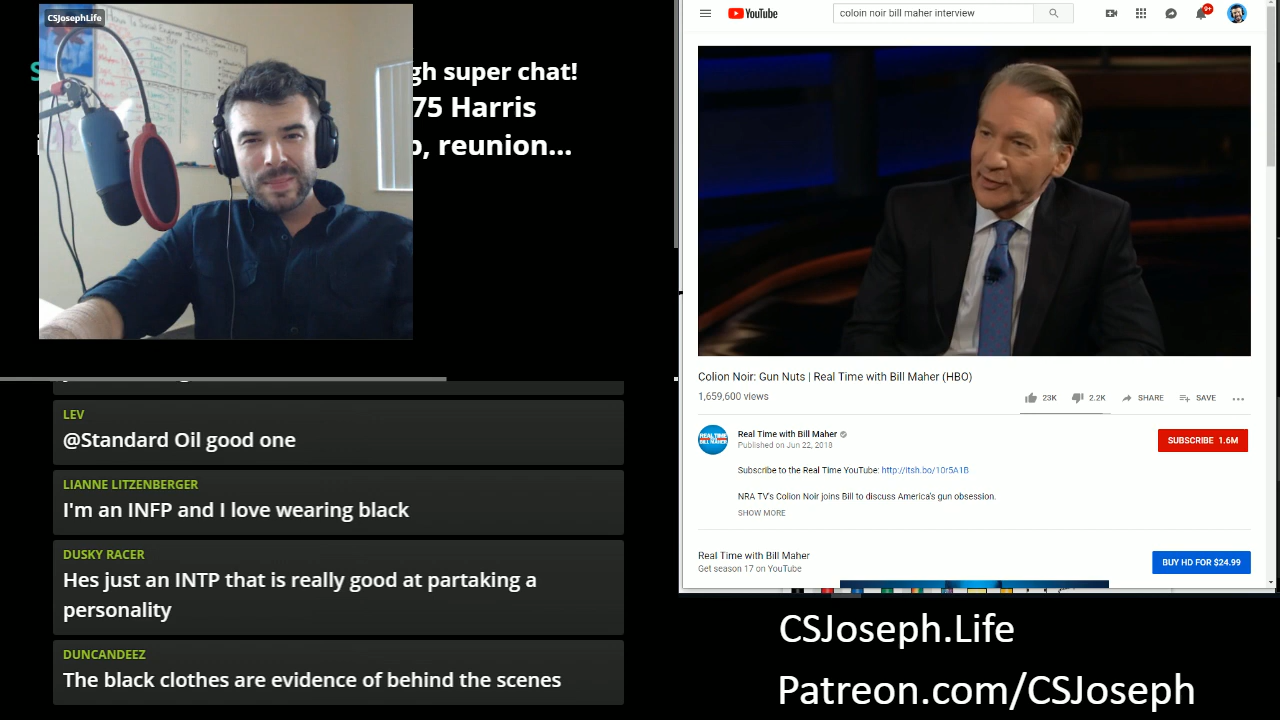 CSJosephLife
gh super chat!
75 Harris
, reunion...
LEV
@Standard Oil good one
LIANNE LITZENBERGER
I'm an INFP and I love wearing black
DUSKY RACER
Hes just an INTP that is really good at partaking a
personality
DUNCANDEEZ
The black clothes are evidence of behind the scenes
YouTube
coloin noir bill maher interview
9+
Colion Noir: Gun Nuts | Real Time with Bill Maher (HBO)
1,659,600 views
23K
2.2K
SHARE
SAVE
REAL TIME
BILL MAHER
Real Time with Bill Maher
Published on Jun 22, 2018
SUBSCRIBE 1.6M
Subscribe to the Real Time YouTube: http://itsh.bo/10r5A1B
NRA TV's Colion Noir joins Bill to discuss America's gun obsession.
SHOW MORE
Real Time with Bill Maher
Get season 17 on YouTube
BUY HD FOR $24.99
CSJoseph.Life
Patreon.com/CSJoseph